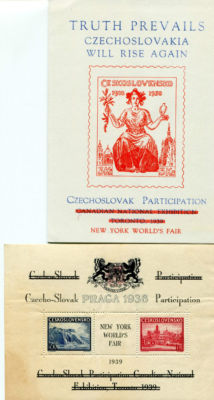 TRUTH PREVAILS
CZECHOSLOVAKIA
WILL RISE AGAIN
ČESKOSLOVENSKO
CZECHOSLOVAK PARTICIPATION
CANADIAN NATIONAL EXHIBITION
TORONTO, 1939
NEW YORK WORLD'S FAIR
Czecho-Slovak Participation
Czecho-Slovak PRAGA 1938 Participation
ČESKOSLOVENSKO
NEW YORK
WORLD'S
FAIR
ČESKOSLOVENSKO
1939
Czecho-Slovak Participation Canadian National
Exhibition, Toronto 1939.